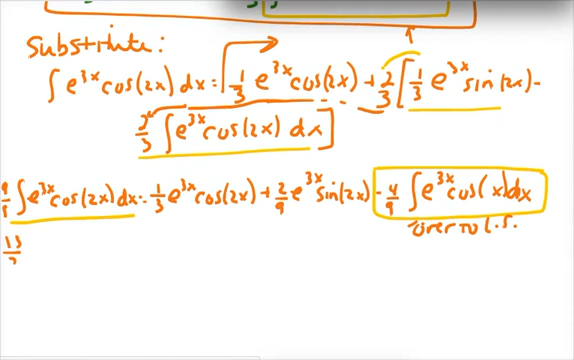 Substitute:
∫ e^3x cos(2x) dx = 1/3 e^3x cos(2x) + 2/3 [ 1/3 e^3x sin(2x) -
2/3 ∫ e^3x cos(2x) dx ]
9/9 ∫ e^3x cos(2x) dx = 1/3 e^3x cos(2x) + 2/9 e^3x sin(2x) - 4/9 ∫ e^3x cos( x) dx
over to L.S.
13